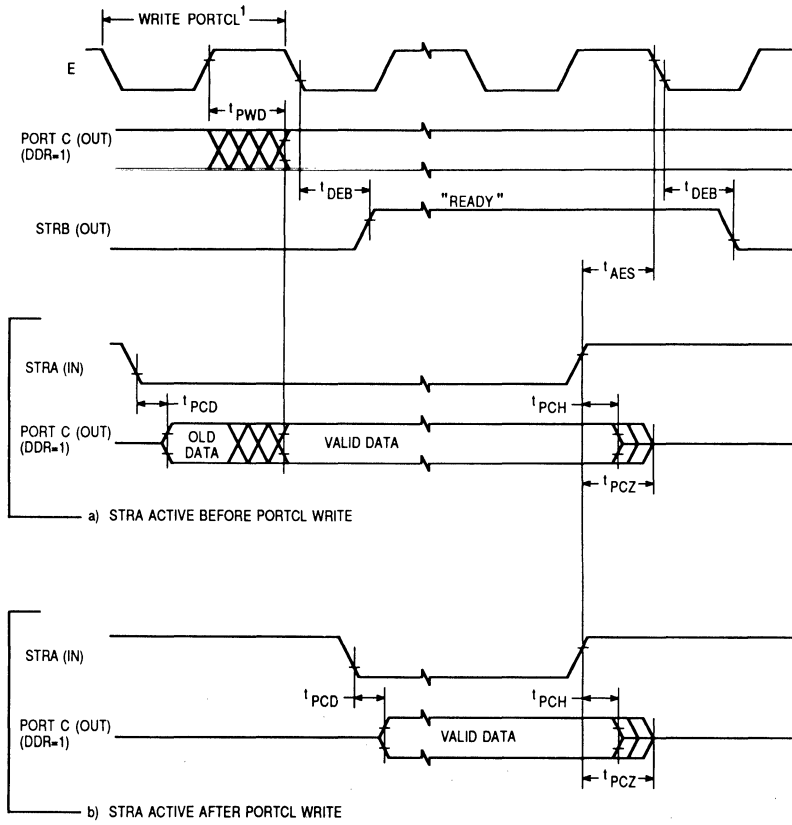 WRITE PORTCL1
E
tPWD
PORT C (OUT)
(DDR=1)
tDEB
"READY"
tDEB
STRB (OUT)
tAES
STRA (IN)
tPCD
tPCH
PORT C (OUT)
(DDR=1)
OLD
DATA
VALID DATA
tPCZ
a) STRA ACTIVE BEFORE PORTCL WRITE
STRA (IN)
tPCD
tPCH
PORT C (OUT)
(DDR=1)
VALID DATA
tPCZ
b) STRA ACTIVE AFTER PORTCL WRITE